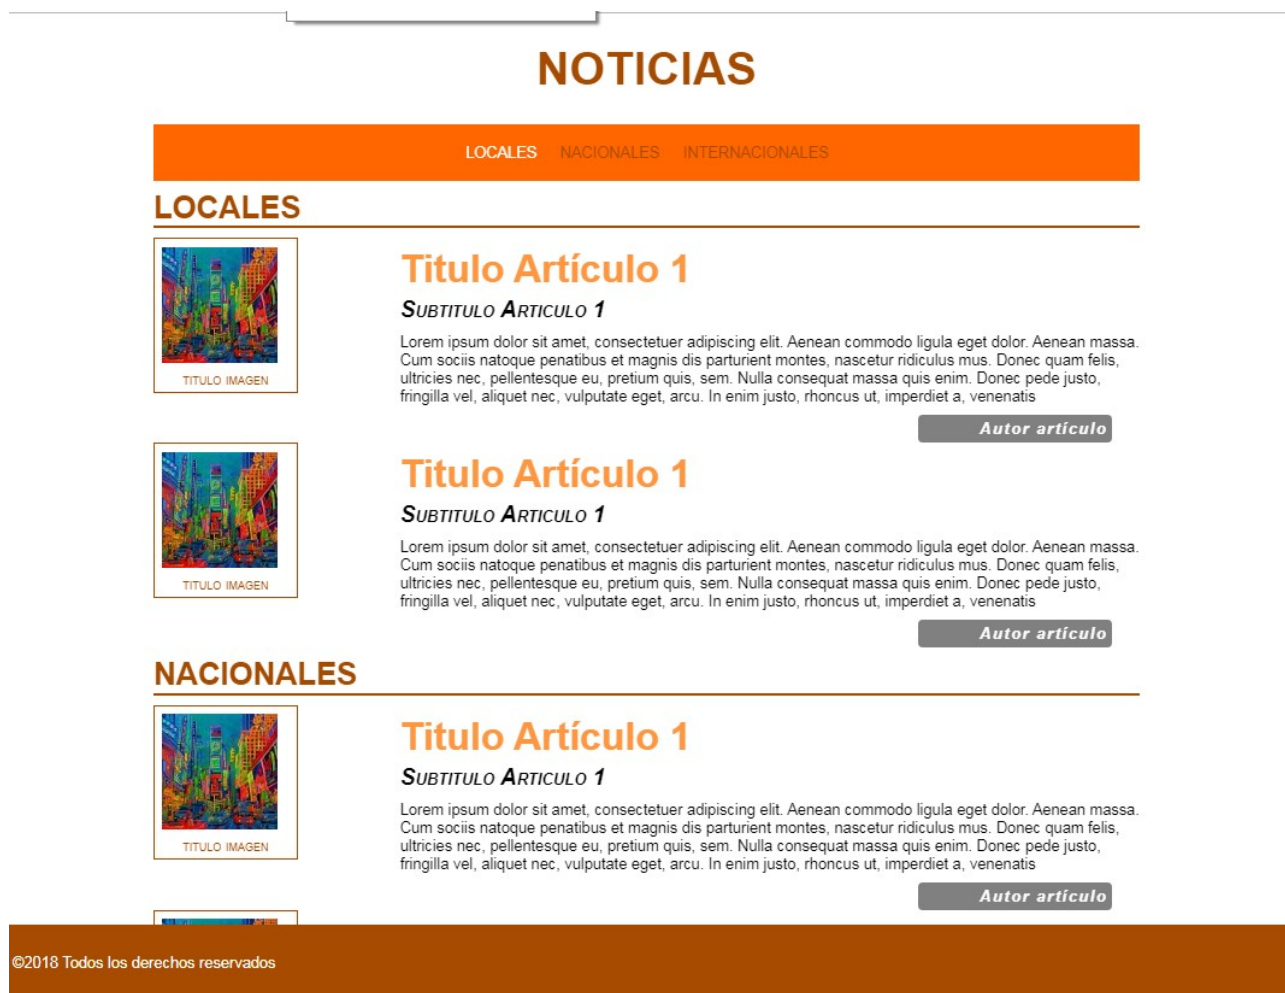 NOTICIAS
LOCALES NACIONALES INTERNACIONALES
LOCALES
TITULO IMAGEN
Titulo Artículo 1
SUBTITULO ARTICULO 1
Lorem ipsum dolor sit amet, consectetuer adipiscing elit. Aenean commodo ligula eget dolor. Aenean massa.
Cum sociis natoque penatibus et magnis dis parturient montes, nascetur ridiculus mus. Donec quam felis,
ultricies nec, pellentesque eu, pretium quis, sem. Nulla consequat massa quis enim. Donec pede justo,
fringilla vel, aliquet nec, vulputate eget, arcu. In enim justo, rhoncus ut, imperdiet a, venenatis
Autor artículo
TITULO IMAGEN
Titulo Artículo 1
SUBTITULO ARTICULO 1
Lorem ipsum dolor sit amet, consectetuer adipiscing elit. Aenean commodo ligula eget dolor. Aenean massa.
Cum sociis natoque penatibus et magnis dis parturient montes, nascetur ridiculus mus. Donec quam felis,
ultricies nec, pellentesque eu, pretium quis, sem. Nulla consequat massa quis enim. Donec pede justo,
fringilla vel, aliquet nec, vulputate eget, arcu. In enim justo, rhoncus ut, imperdiet a, venenatis
Autor artículo
NACIONALES
TITULO IMAGEN
Titulo Artículo 1
SUBTITULO ARTICULO 1
Lorem ipsum dolor sit amet, consectetuer adipiscing elit. Aenean commodo ligula eget dolor. Aenean massa.
Cum sociis natoque penatibus et magnis dis parturient montes, nascetur ridiculus mus. Donec quam felis,
ultricies nec, pellentesque eu, pretium quis, sem. Nulla consequat massa quis enim. Donec pede justo,
fringilla vel, aliquet nec, vulputate eget, arcu. In enim justo, rhoncus ut, imperdiet a, venenatis
Autor artículo
©2018 Todos los derechos reservados